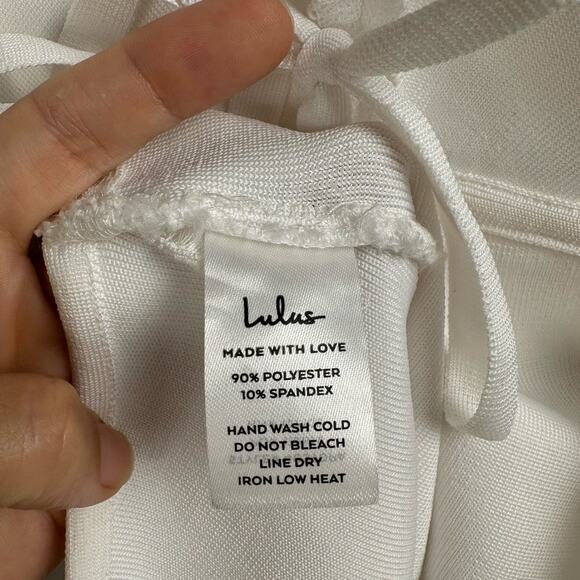 Lulus
MADE WITH LOVE
90% POLYESTER
10% SPANDEX
HAND WASH COLD
DO NOT BLEACH
LINE DRY
IRON LOW HEAT